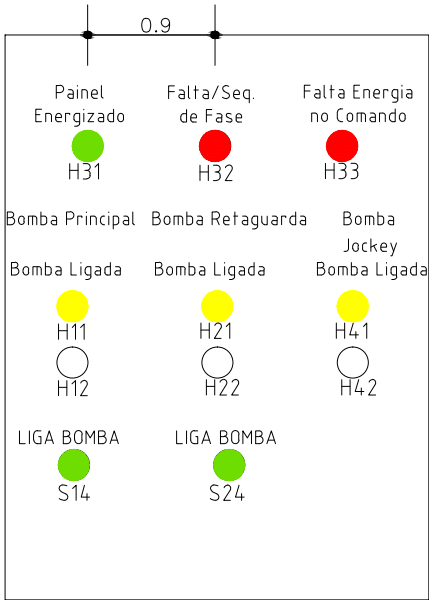 0.9
Painel
Energizado
H31
Falta/Seq.
de Fase
H32
Falta Energia
no Comando
H33
Bomba Principal
Bomba Retaguarda
Bomba
Jockey
Bomba Ligada
Bomba Ligada
Bomba Ligada
H11
H21
H41
H12
H22
H42
LIGA BOMBA
LIGA BOMBA
S14
S24